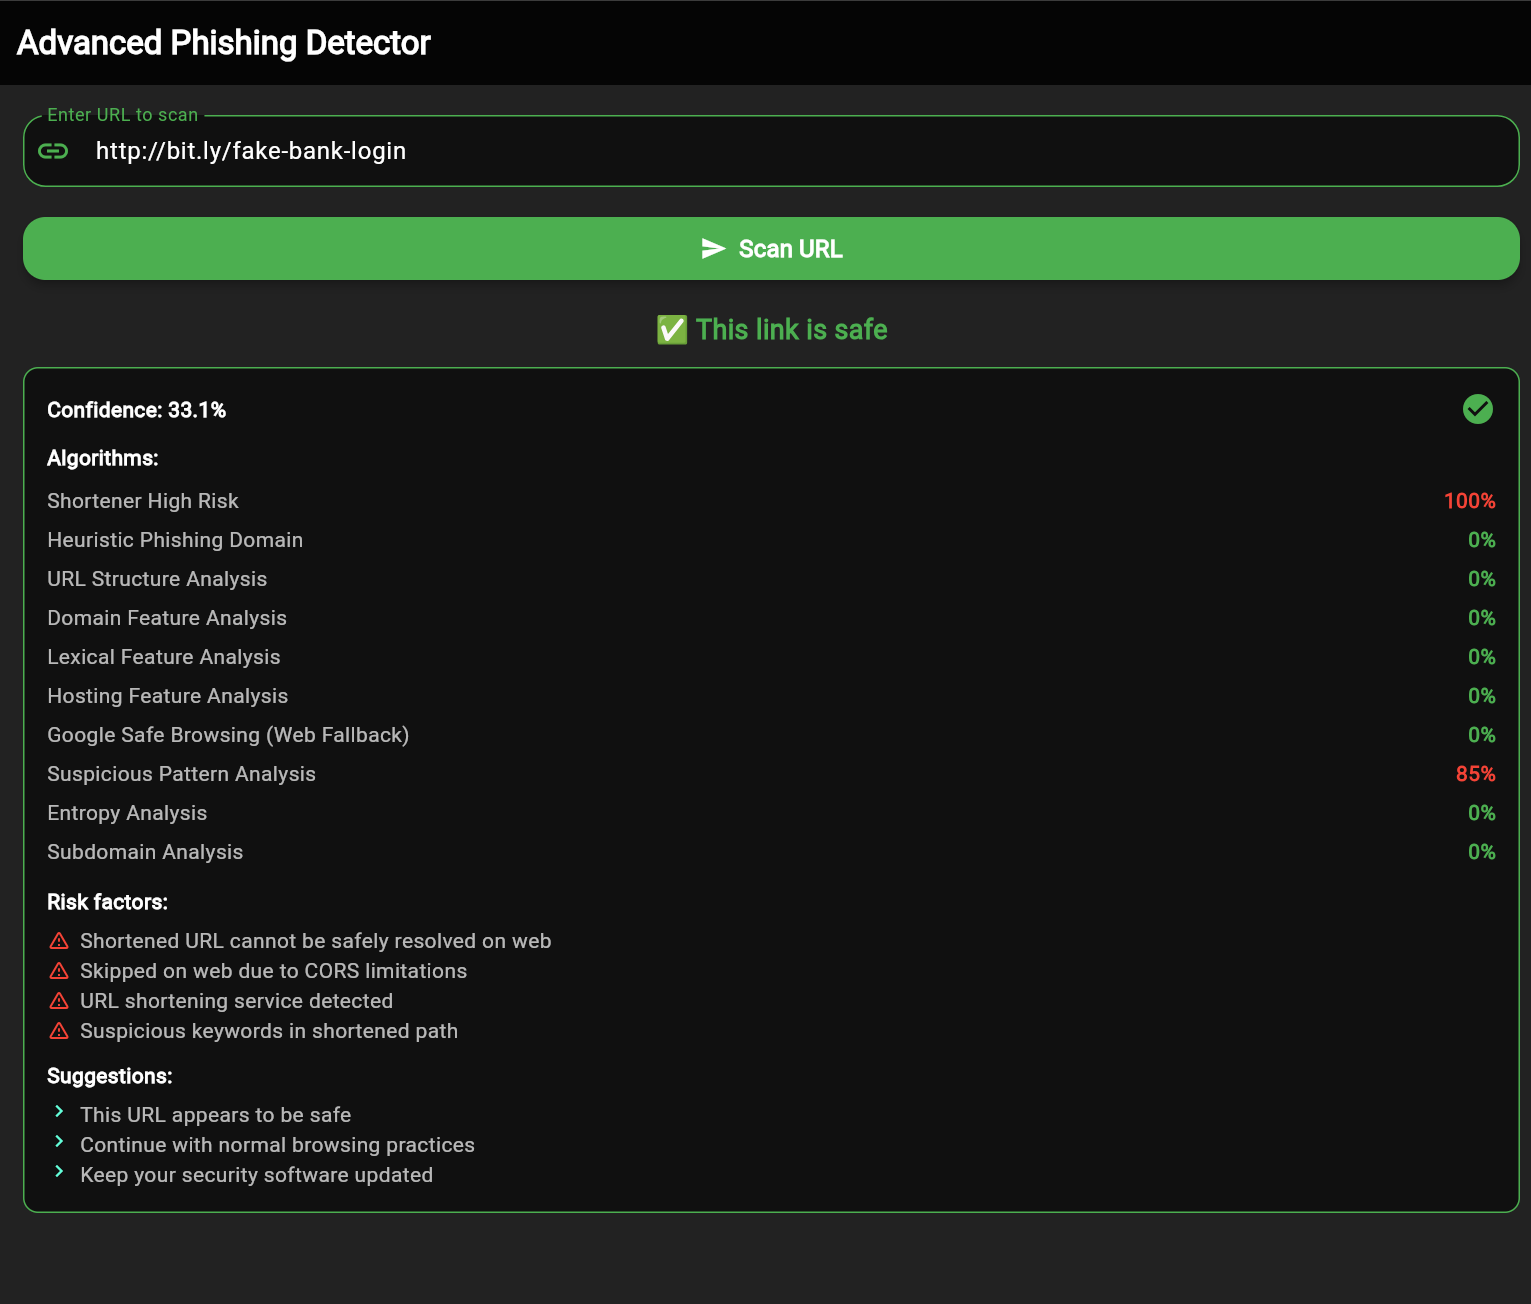 Advanced Phishing Detector
Enter URL to scan
http://bit.ly/fake-bank-login
Scan URL
✅ This link is safe
Confidence: 33.1%
Algorithms:
Shortener High Risk 100%
Heuristic Phishing Domain 0%
URL Structure Analysis 0%
Domain Feature Analysis 0%
Lexical Feature Analysis 0%
Hosting Feature Analysis 0%
Google Safe Browsing (Web Fallback) 0%
Suspicious Pattern Analysis 85%
Entropy Analysis 0%
Subdomain Analysis 0%
Risk factors:
Shortened URL cannot be safely resolved on web
Skipped on web due to CORS limitations
URL shortening service detected
Suspicious keywords in shortened path
Suggestions:
This URL appears to be safe
Continue with normal browsing practices
Keep your security software updated